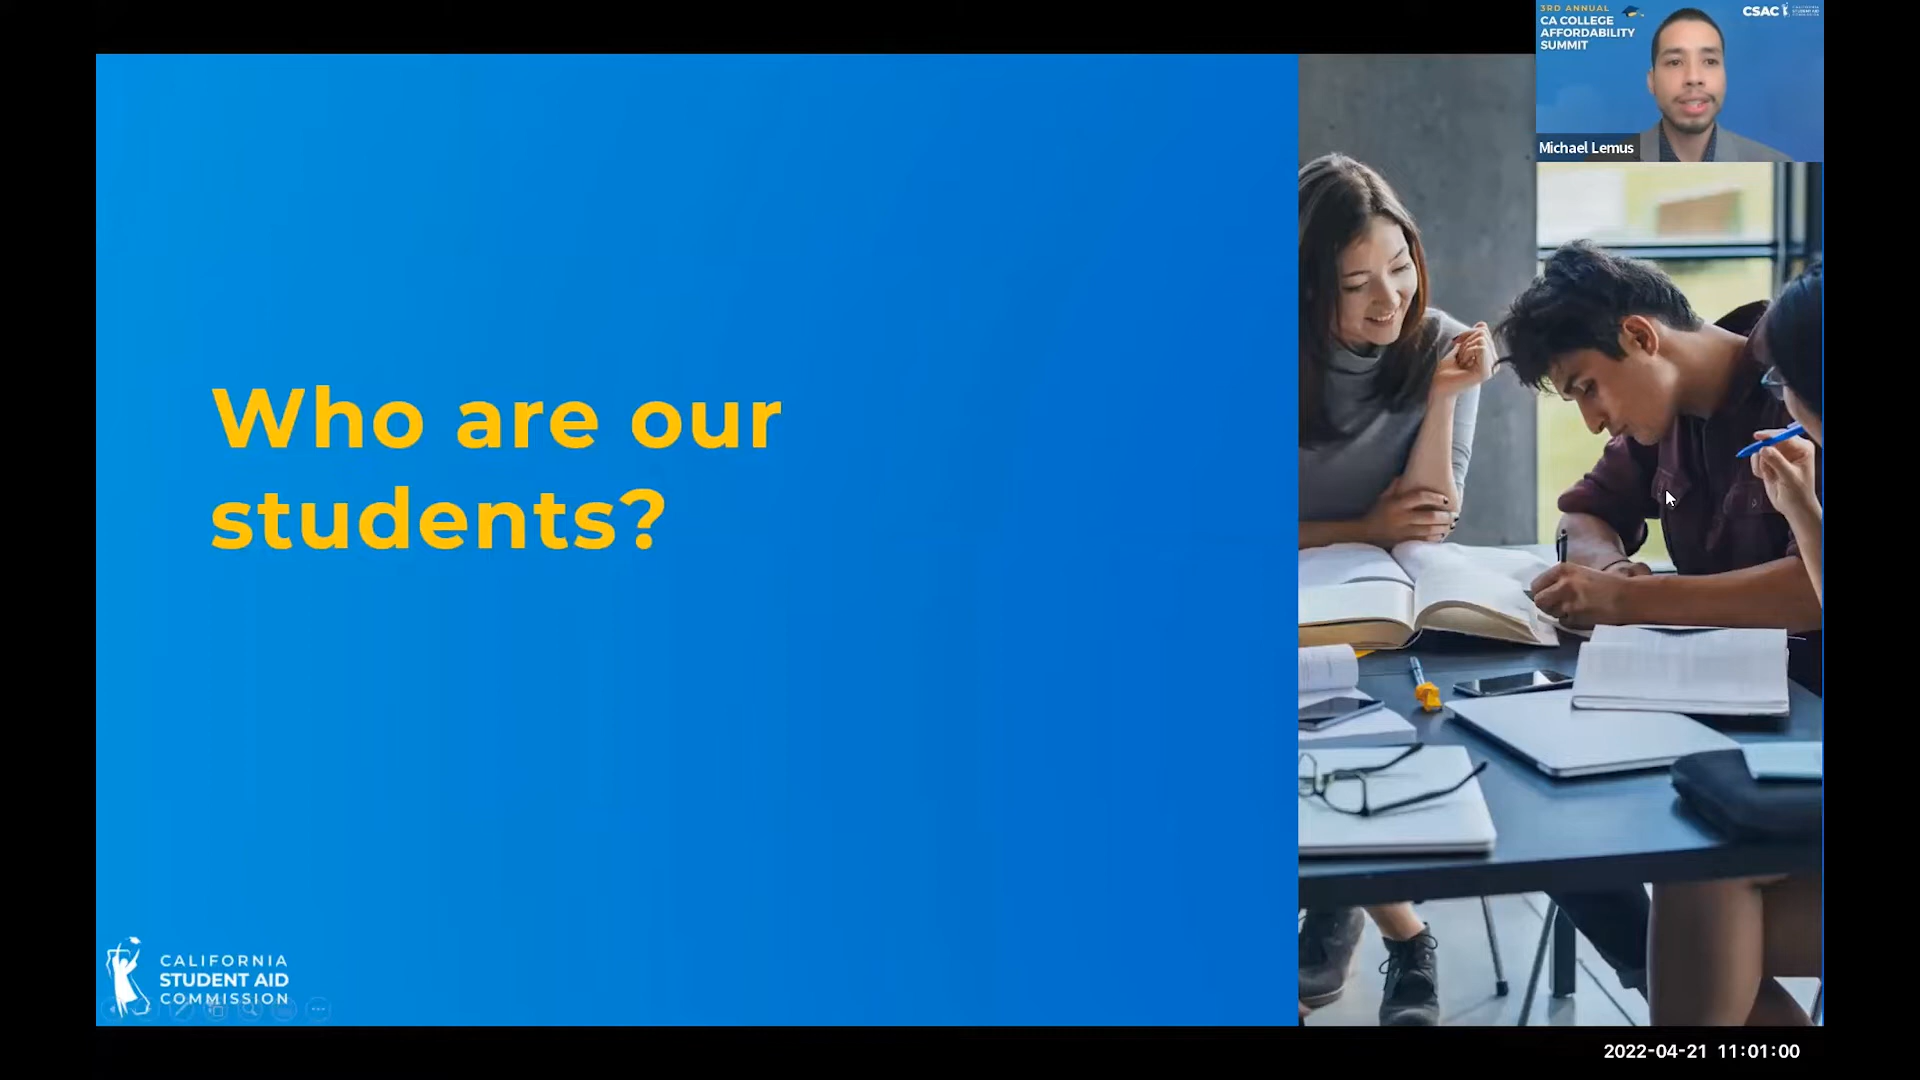 3RD ANNUAL
CA COLLEGE
AFFORDABILITY
SUMMIT
CSAC
Michael Lemus
Who are our
students?
CALIFORNIA
STUDENT AID
COMMISSION
2022-04-21 11:01:00